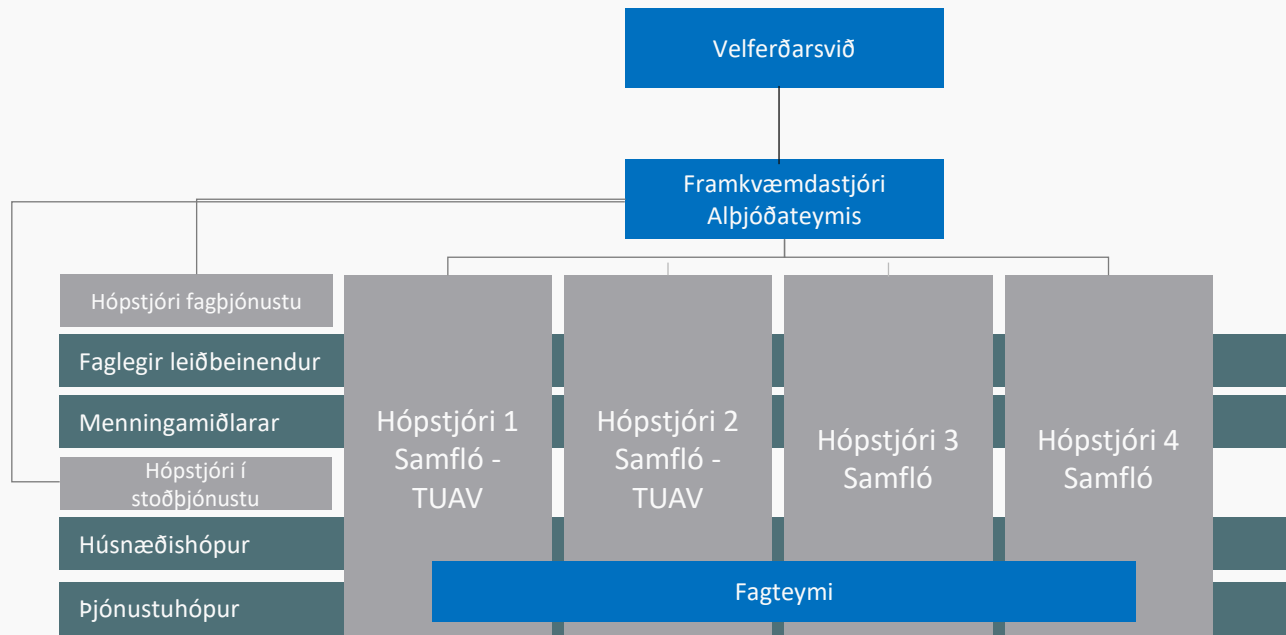 Velferðarsvið
Framkvæmdastjóri
Alþjóðateymis
Hópstjóri fagþjónustu
Faglegir leiðbeinendur
Menningamiðlarar
Hópstjóri í
stoðþjónustu
Húsnæðishópur
Þjónustuhópur
Hópstjóri 1
Samfló -
TUAV
Hópstjóri 2
Samfló -
TUAV
Hópstjóri 3
Samfló
Hópstjóri 4
Samfló
Fagteymi